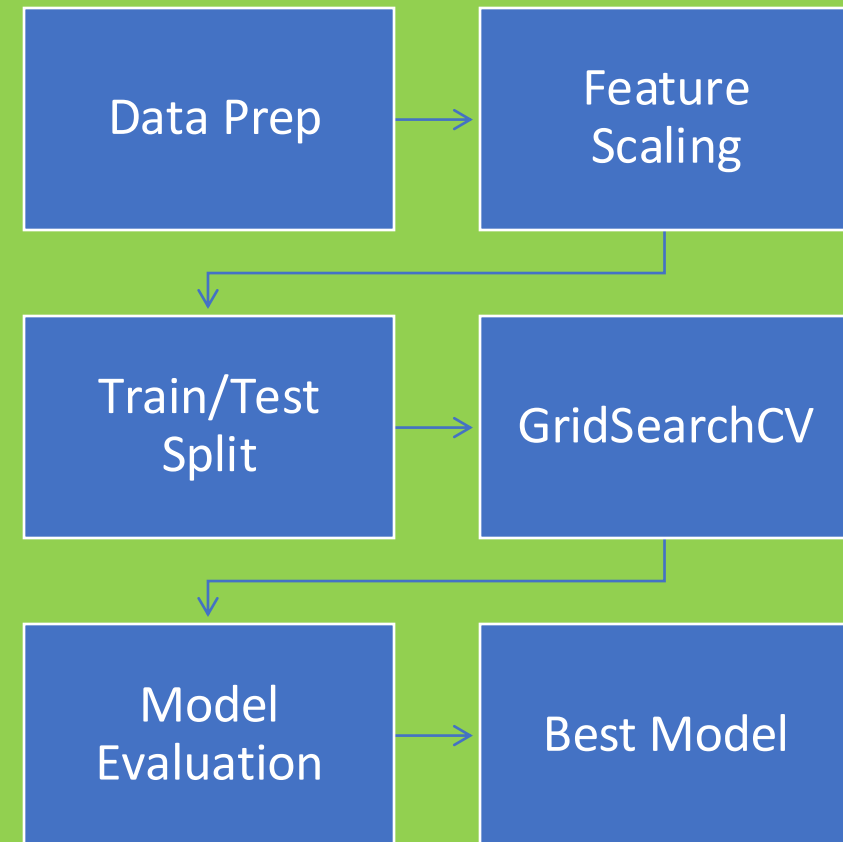 Data Prep
Feature
Scaling
Train/Test
Split
GridSearchCV
Model
Evaluation
Best Model